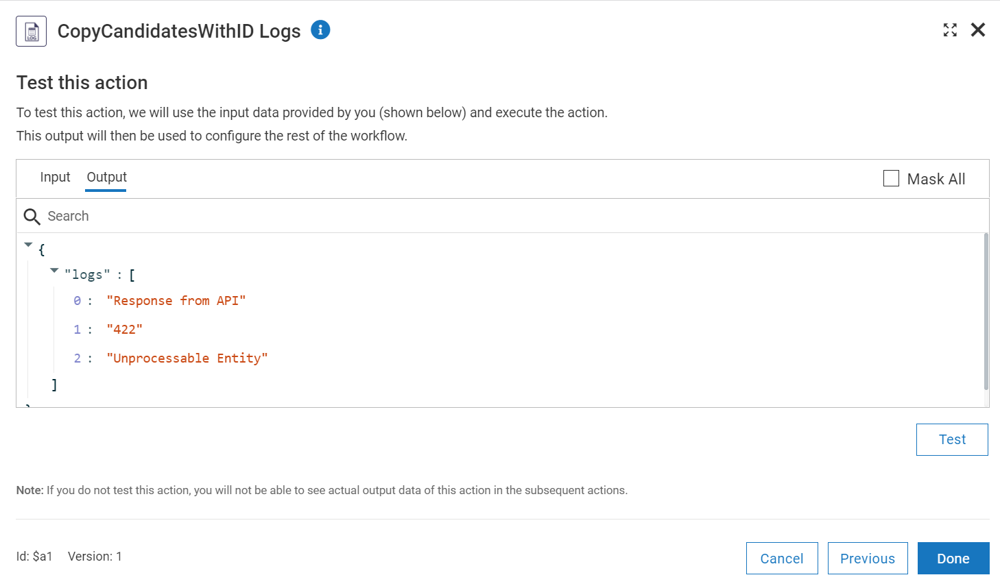 LOG
CopyCandidatesWithID Logs
Test this action
To test this action, we will use the input data provided by you (shown below) and execute the action.
This output will then be used to configure the rest of the workflow.
Input Output Mask All
Search
{
"logs" : [
0 : "Response from API"
1 : "422"
2 : "Unprocessable Entity"
]
Test
Note: If you do not test this action, you will not be able to see actual output data of this action in the subsequent actions.
Id: $a1 Version: 1 Cancel Previous Done